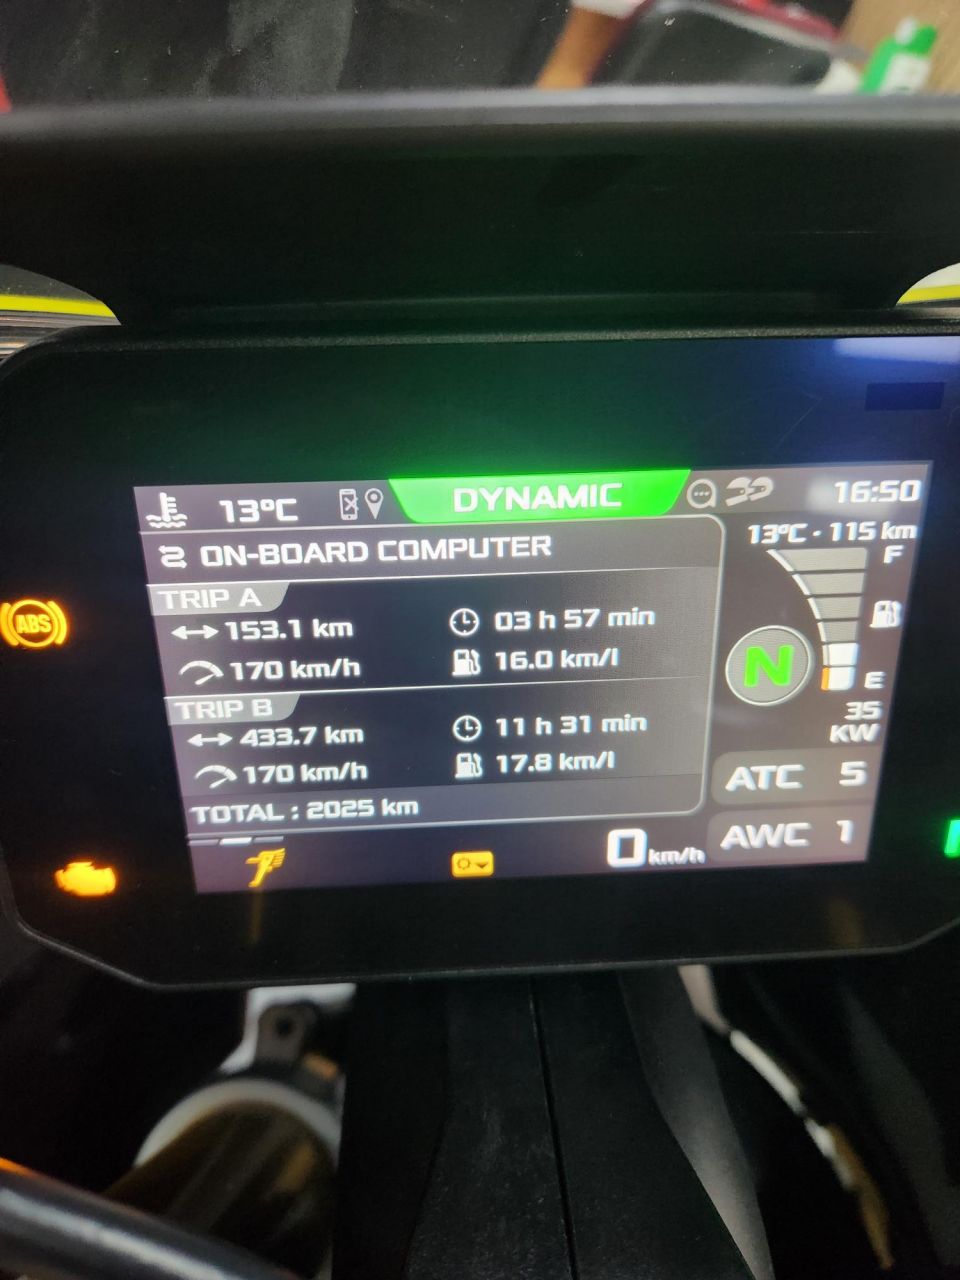 13°C DYNAMIC 16:50
ON-BOARD COMPUTER
13°C - 115 km
F
TRIP A
153.1 km 03 h 57 min
170 km/h 16.0 km/l
TRIP B
433.7 km 11 h 31 min
170 km/h 17.8 km/l
TOTAL : 2025 km
ABS
N
E
35
KW
ATC 5
AWC 1
0 km/h